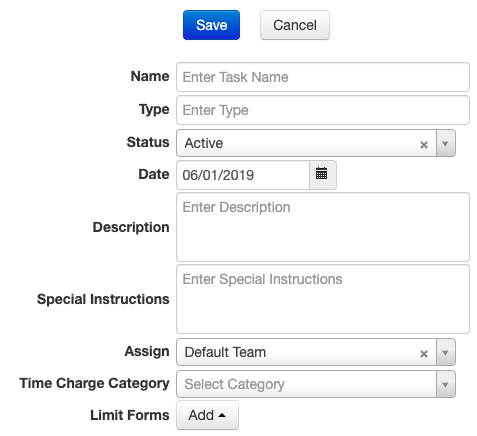 Save Cancel
Name Enter Task Name
Type Enter Type
Status Active
Date 06/01/2019
Description Enter Description
Special Instructions Enter Special Instructions
Assign Default Team
Time Charge Category Select Category
Limit Forms Add